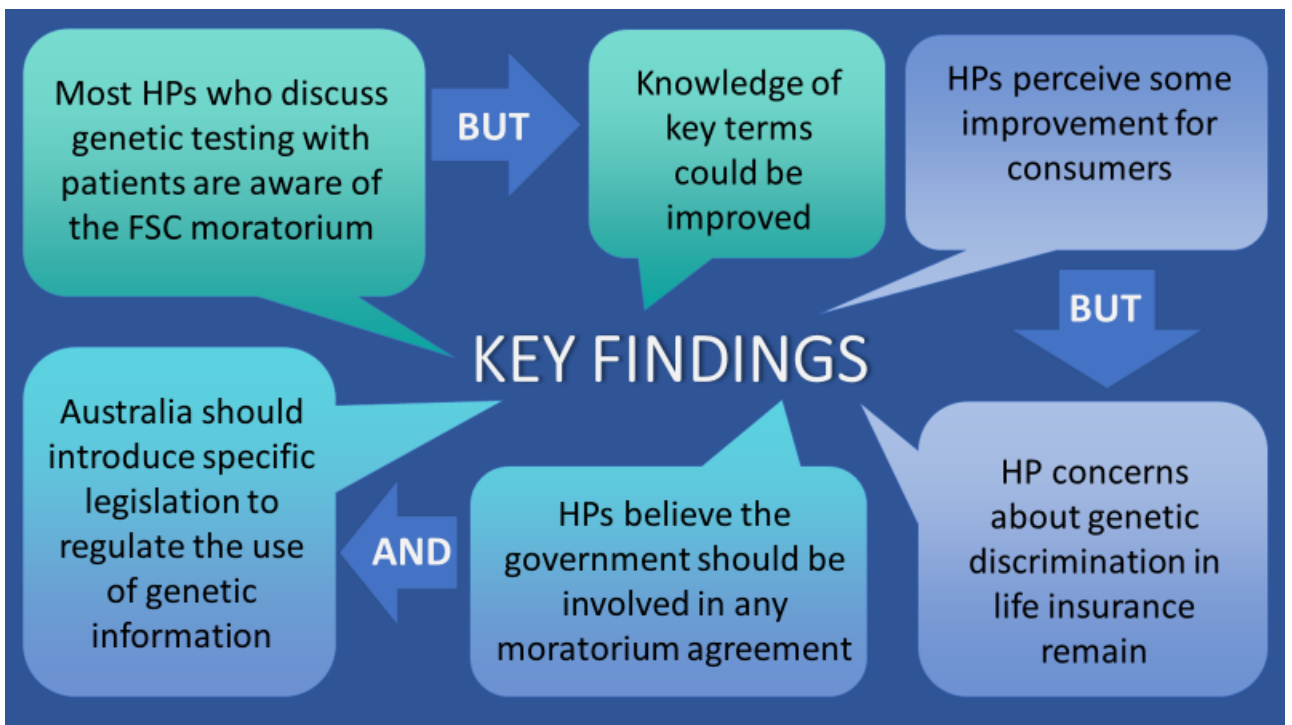 Most HPs who discuss
genetic testing with
patients are aware of
the FSC moratorium
BUT
Knowledge of
key terms
could be
improved
HPs perceive some
improvement for
consumers
BUT
KEY FINDINGS
HP concerns
about genetic
discrimination in
life insurance
remain
HPs believe the
government should be
involved in any
moratorium agreement
AND
Australia should
introduce specific
legislation to
regulate the use
of genetic
information